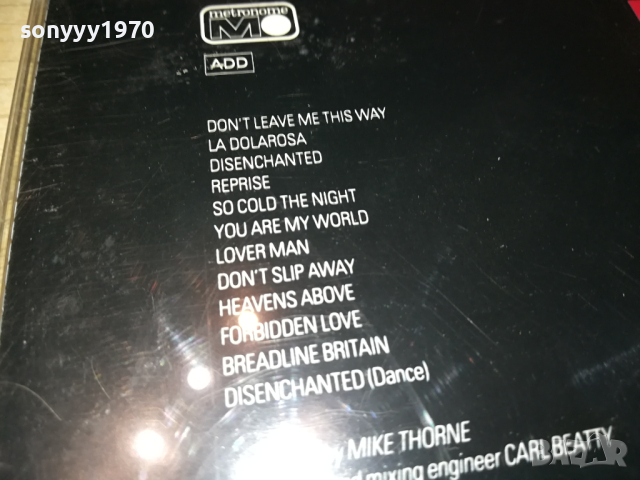 sonyyy1970
metronome
M
ADD
DON'T LEAVE ME THIS WAY
LA DOLAROSA
DISENCHANTED
REPRISE
SO COLD THE NIGHT
YOU ARE MY WORLD
LOVER MAN
DON'T SLIP AWAY
HEAVENS ABOVE
FORBIDDEN LOVE
BREADLINE BRITAIN
DISENCHANTED (Dance)
MIKE THORNE
mixing engineer CARL BEATTY
BAZAR